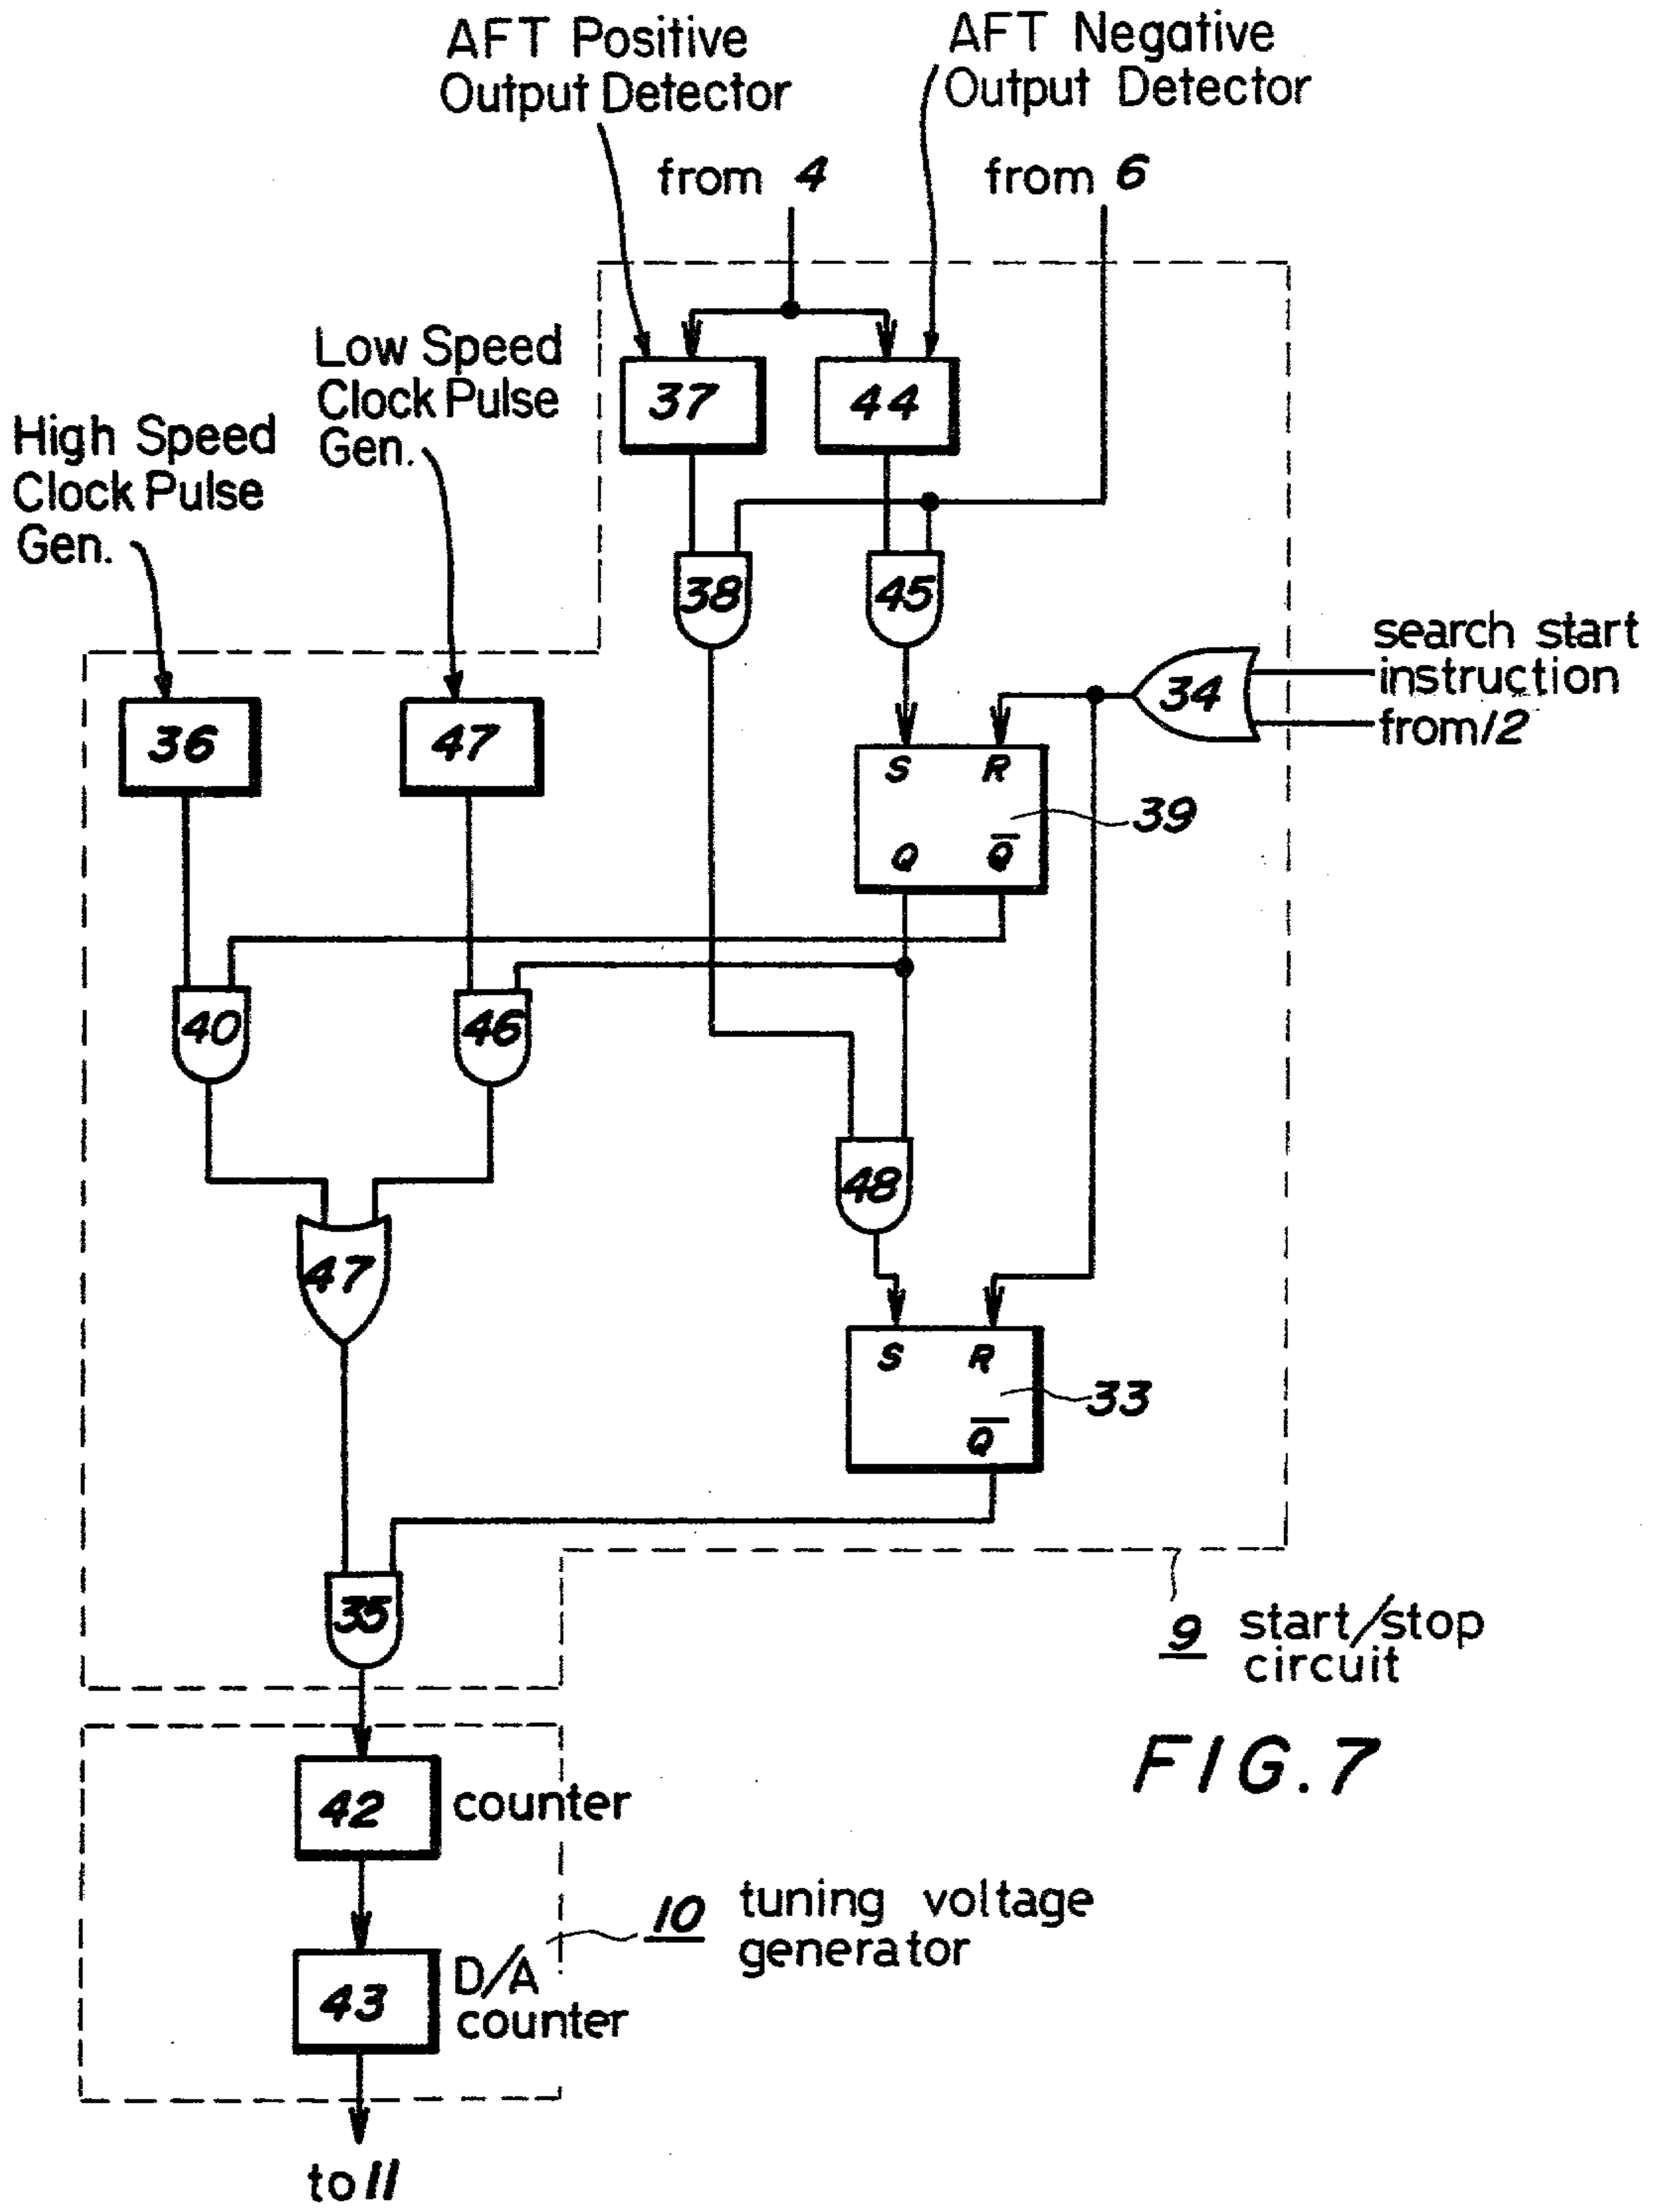 AFT Positive
Output Detector
AFT Negative
Output Detector
from 4
from 6
Low Speed
Clock Pulse
Gen.
High Speed
Clock Pulse
Gen.
37
44
38
45
search start
instruction
from 12
34
36
47
S R
39
Q Q̅
40
46
48
47
S R
33
Q̅
35
9 start/stop
circuit
FIG. 7
42
counter
10 tuning voltage
generator
43
D/A
counter
to 11